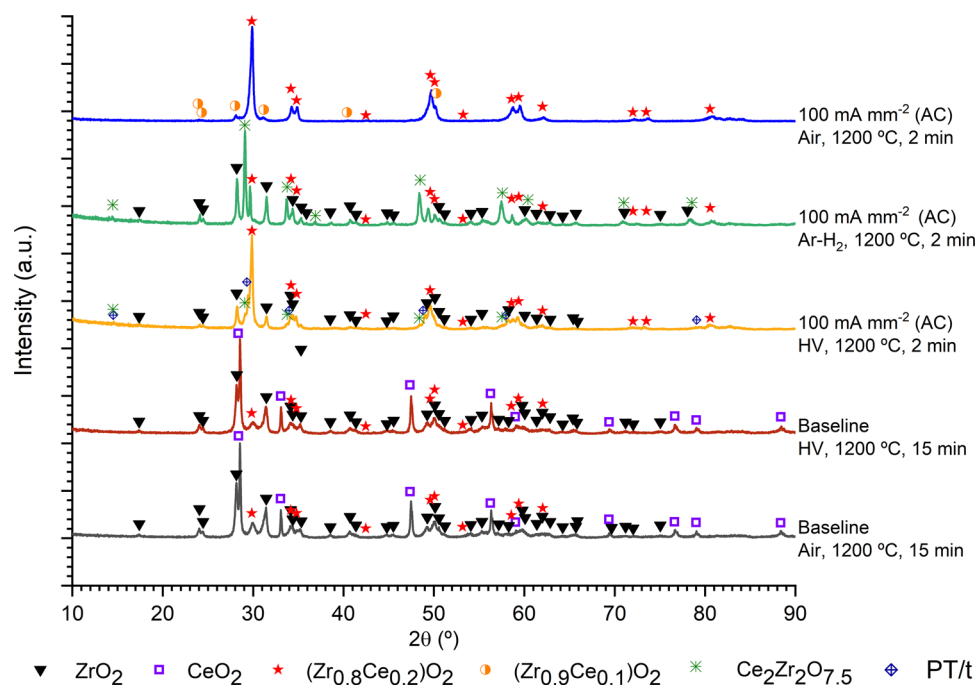 Intensity (a.u.)
100 mA mm⁻² (AC)
Air, 1200 ºC, 2 min
100 mA mm⁻² (AC)
Ar-H₂, 1200 ºC, 2 min
100 mA mm⁻² (AC)
HV, 1200 ºC, 2 min
Baseline
HV, 1200 ºC, 15 min
Baseline
Air, 1200 ºC, 15 min
10 20 30 40 50 60 70 80 90
2θ (º)
ZrO₂ CeO₂ (Zr₀.₈Ce₀.₂)O₂ (Zr₀.₉Ce₀.₁)O₂ Ce₂Zr₂O₇.₅ PT/t